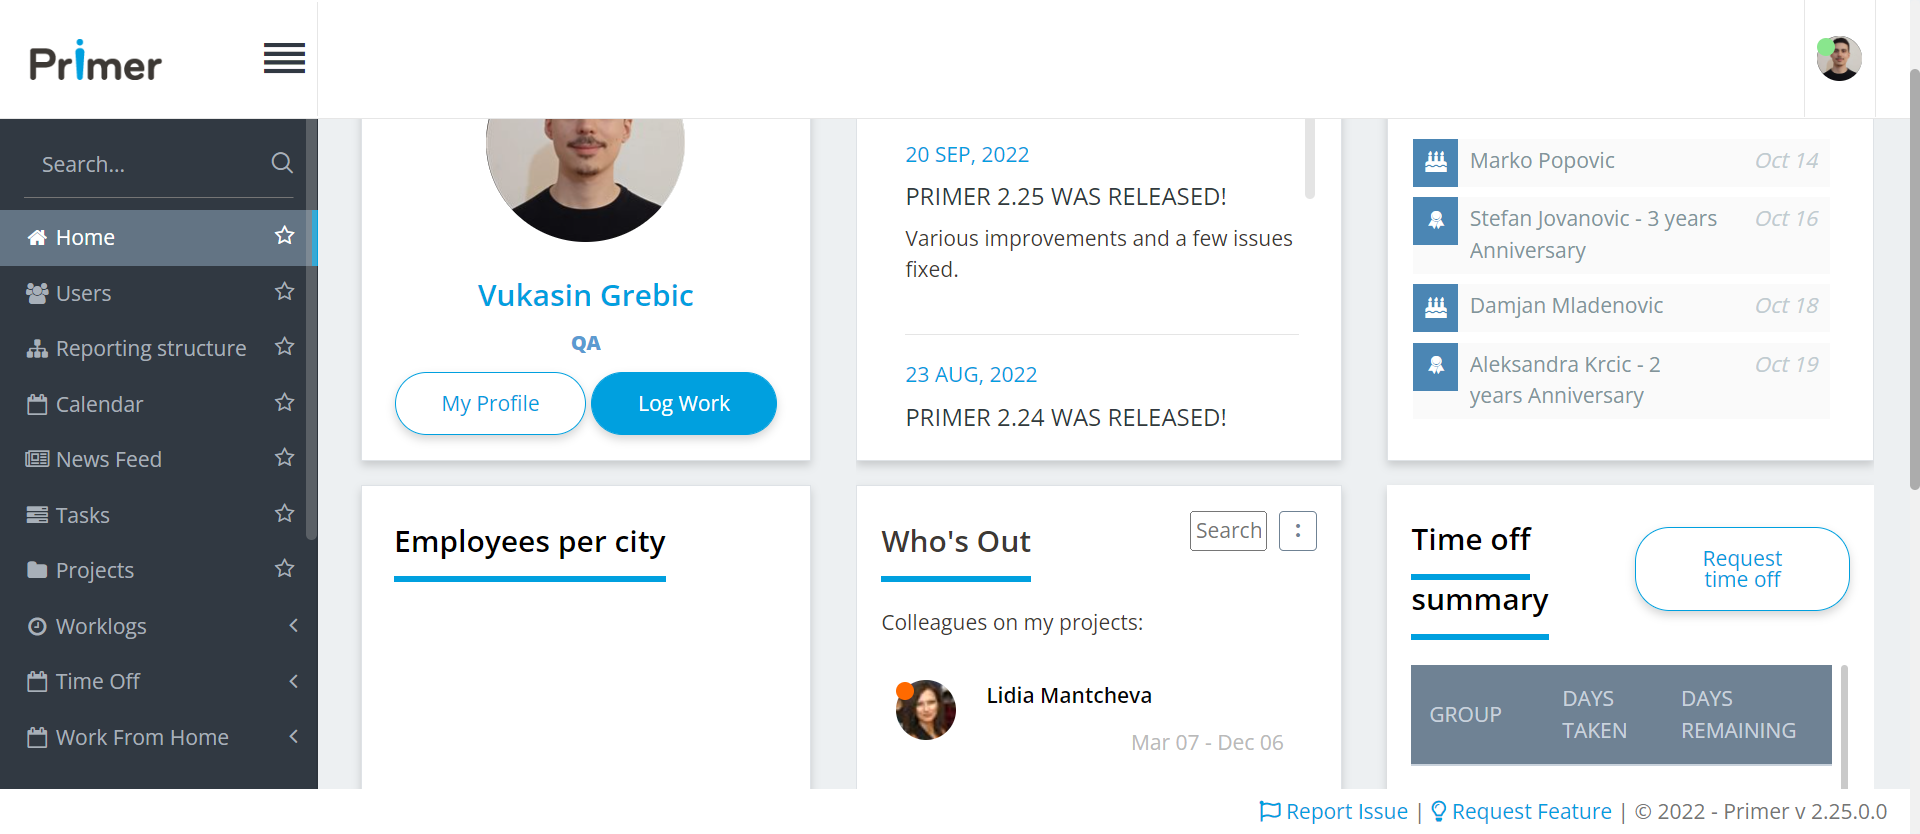 Primer
Search...
Home
Users
Reporting structure
Calendar
News Feed
Tasks
Projects
Worklogs
Time Off
Work From Home
Vukasin Grebic
QA
My Profile
Log Work
20 SEP, 2022
PRIMER 2.25 WAS RELEASED!
Various improvements and a few issues
fixed.
23 AUG, 2022
PRIMER 2.24 WAS RELEASED!
Marko Popovic Oct 14
Stefan Jovanovic - 3 years Oct 16
Anniversary
Damjan Mladenovic Oct 18
Aleksandra Krcic - 2 Oct 19
years Anniversary
Employees per city
Who's Out
Search :
Colleagues on my projects:
Lidia Mantcheva
Mar 07 - Dec 06
Time off
summary
Request
time off
GROUP
DAYS
TAKEN
DAYS
REMAINING
Report Issue | Request Feature | © 2022 - Primer v 2.25.0.0